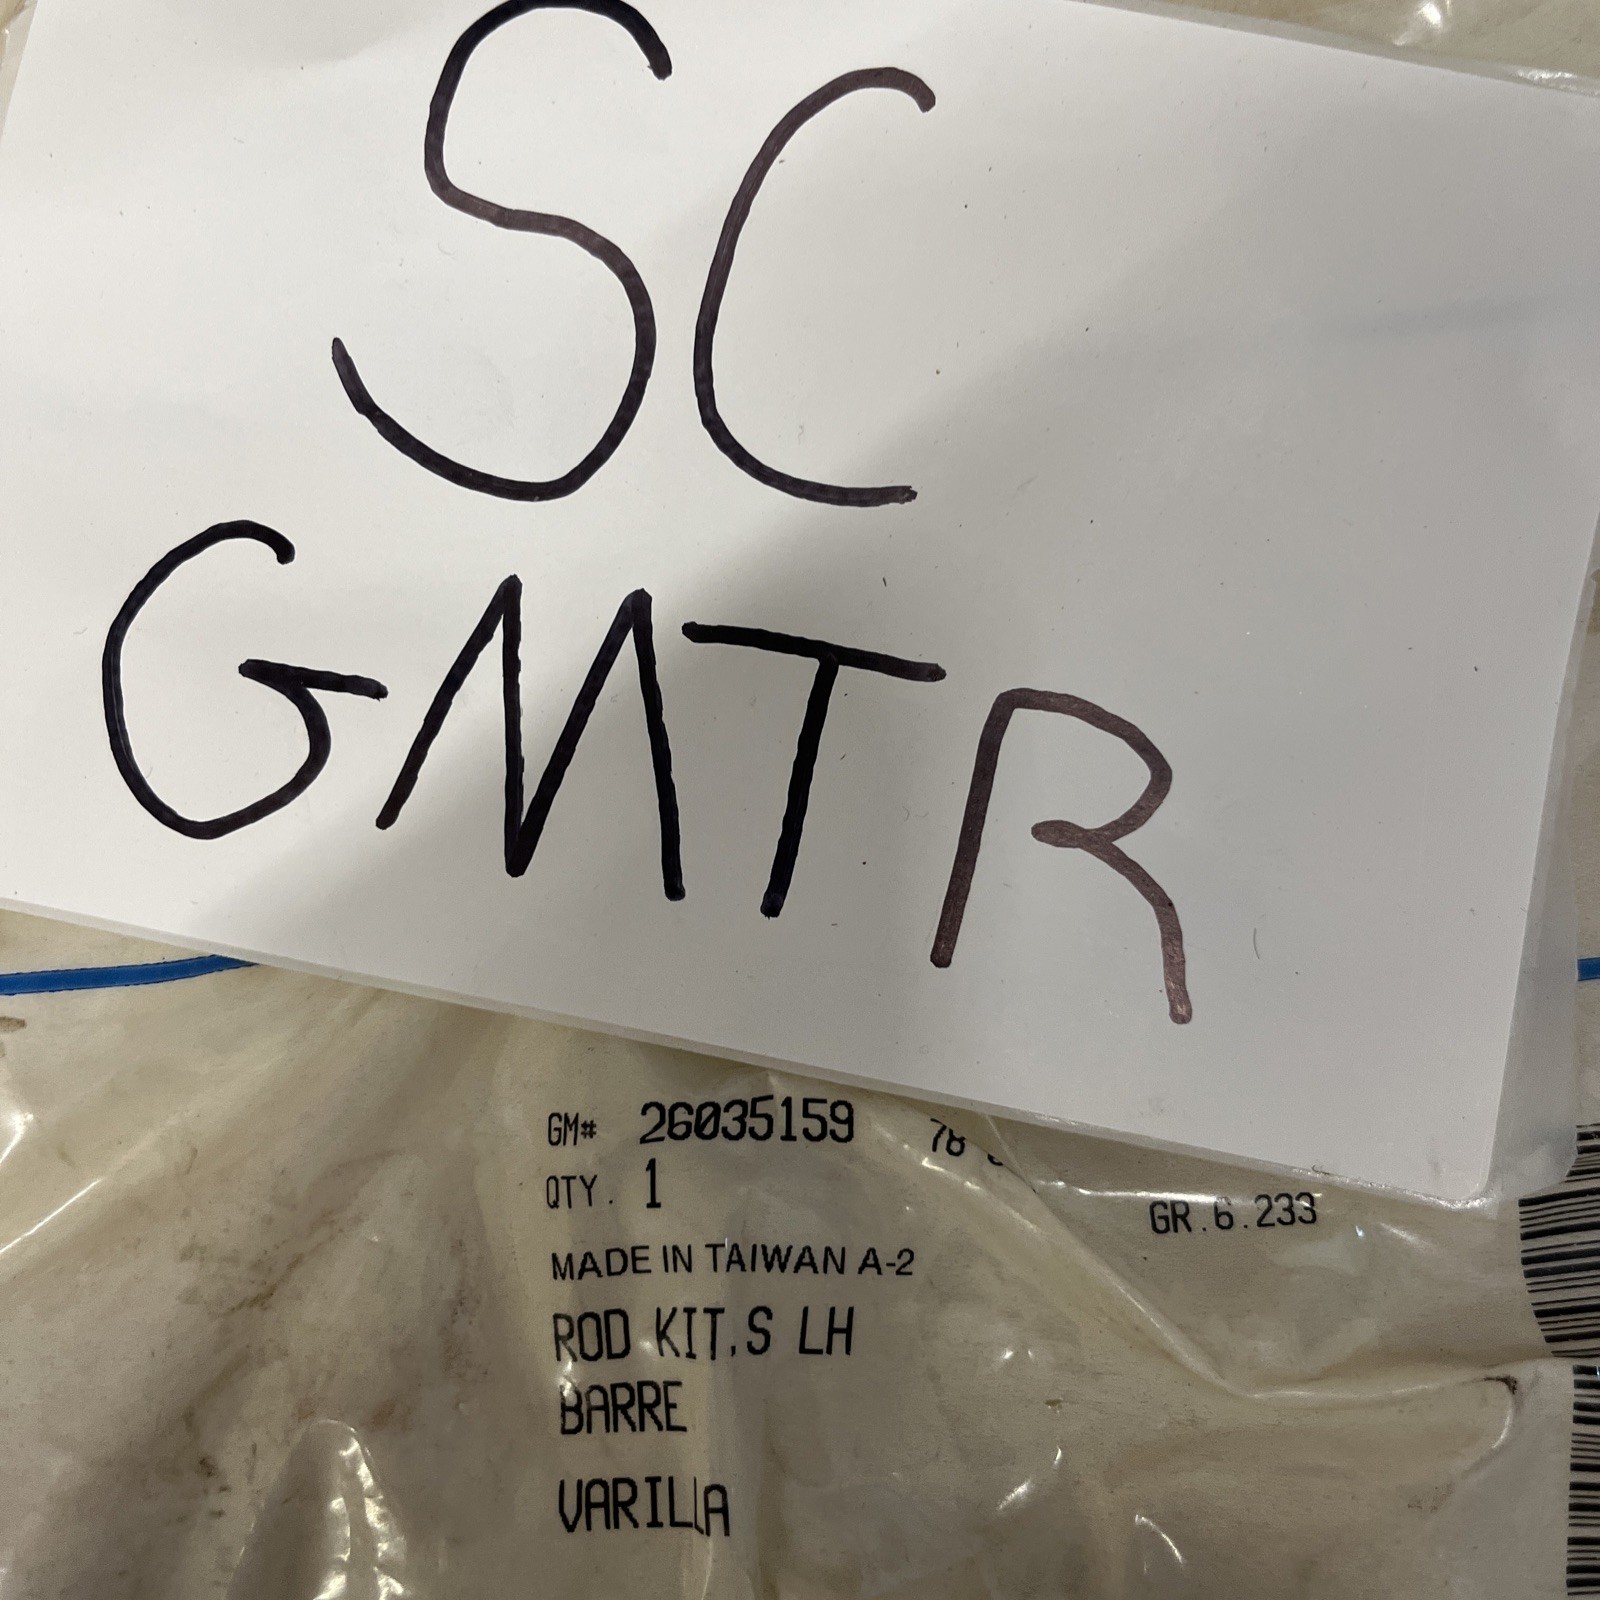 SC
GMTR
GM# 26035159
QTY. 1
GR.6.233
MADE IN TAIWAN A-2
ROD KIT,S LH
BARRE
VARILLA